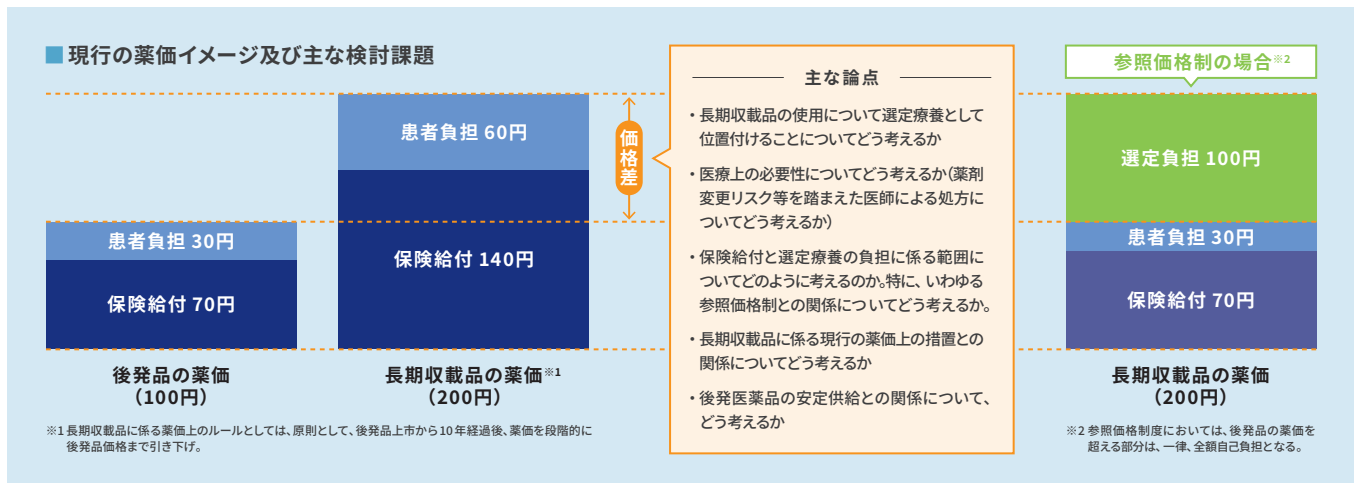 現行の薬価イメージ及び主な検討課題
患者負担 30円
保険給付 70円
後発品の薬価
（100円）
患者負担 60円
保険給付 140円
長期収載品の薬価※1
（200円）
※1 長期収載品に係る薬価上のルールとしては、原則として、後発品上市から10年経過後、薬価を段階的に
後発品価格まで引き下げ。
価格差
主な論点
・長期収載品の使用について選定療養として
位置付けることについてどう考えるか
・医療上の必要性についてどう考えるか（薬剤
変更リスク等を踏まえた医師による処方に
ついてどう考えるか）
・保険給付と選定療養の負担に係る範囲に
ついてどのように考えるのか。特に、いわゆる
参照価格制との関係についてどう考えるか。
・長期収載品に係る現行の薬価上の措置との
関係についてどう考えるか
・後発医薬品の安定供給との関係について、
どう考えるか
参照価格制の場合※2
選定負担 100円
患者負担 30円
保険給付 70円
長期収載品の薬価
（200円）
※2 参照価格制度においては、後発品の薬価を
超える部分は、一律、全額自己負担となる。